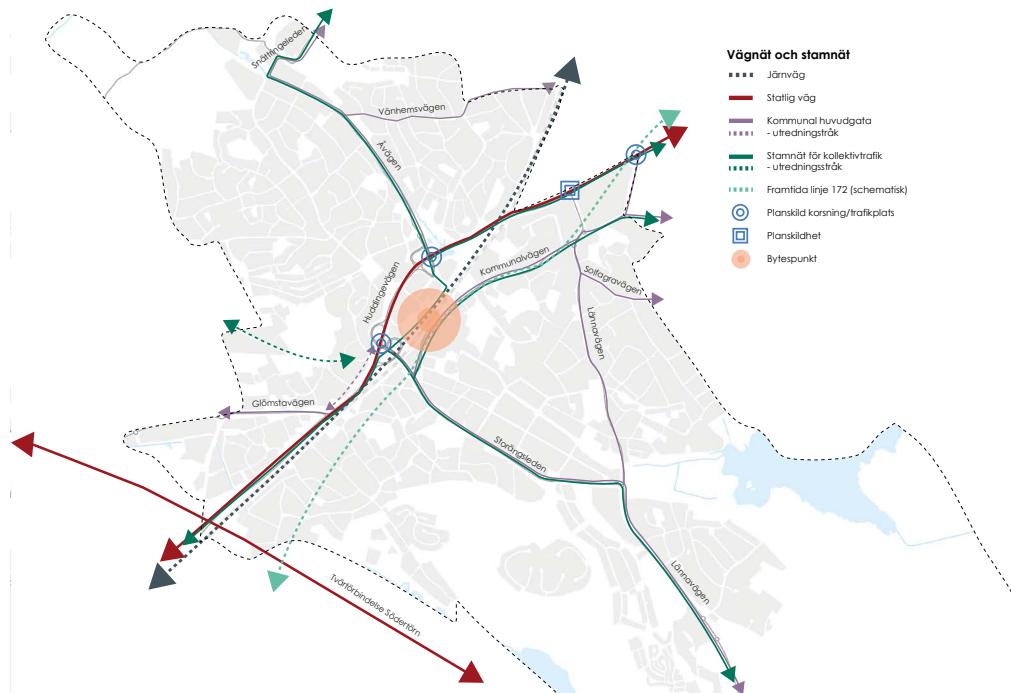 Vägnät och stamnät
Järnväg
Statlig väg
Kommunal huvudgata
- utredningstråk
Stamnät för kollektivtrafik
- utredningsstråk
Framtida linje 172 (schematisk)
Planskild korsning/trafikplats
Planskildhet
Bytespunkt
Snättringeleden
Vänhemsvägen
Åvägen
Kommunalvägen
Huddingevägen
Solfagravägen
Lännavägen
Glömstavägen
Storängsleden
Lännavägen
Tvärförbindelse Södertörn